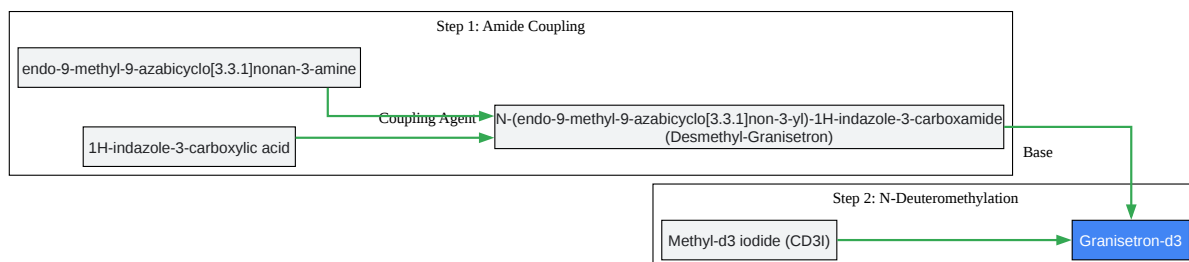 Step 1: Amide Coupling
endo-9-methyl-9-azabicyclo[3.3.1]nonan-3-amine
Coupling Agent
1H-indazole-3-carboxylic acid
N-(endo-9-methyl-9-azabicyclo[3.3.1]non-3-yl)-1H-indazole-3-carboxamide
(Desmethyl-Granisetron)
Base
Step 2: N-Deuteromethylation
Methyl-d3 iodide (CD3I)
Granisetron-d3